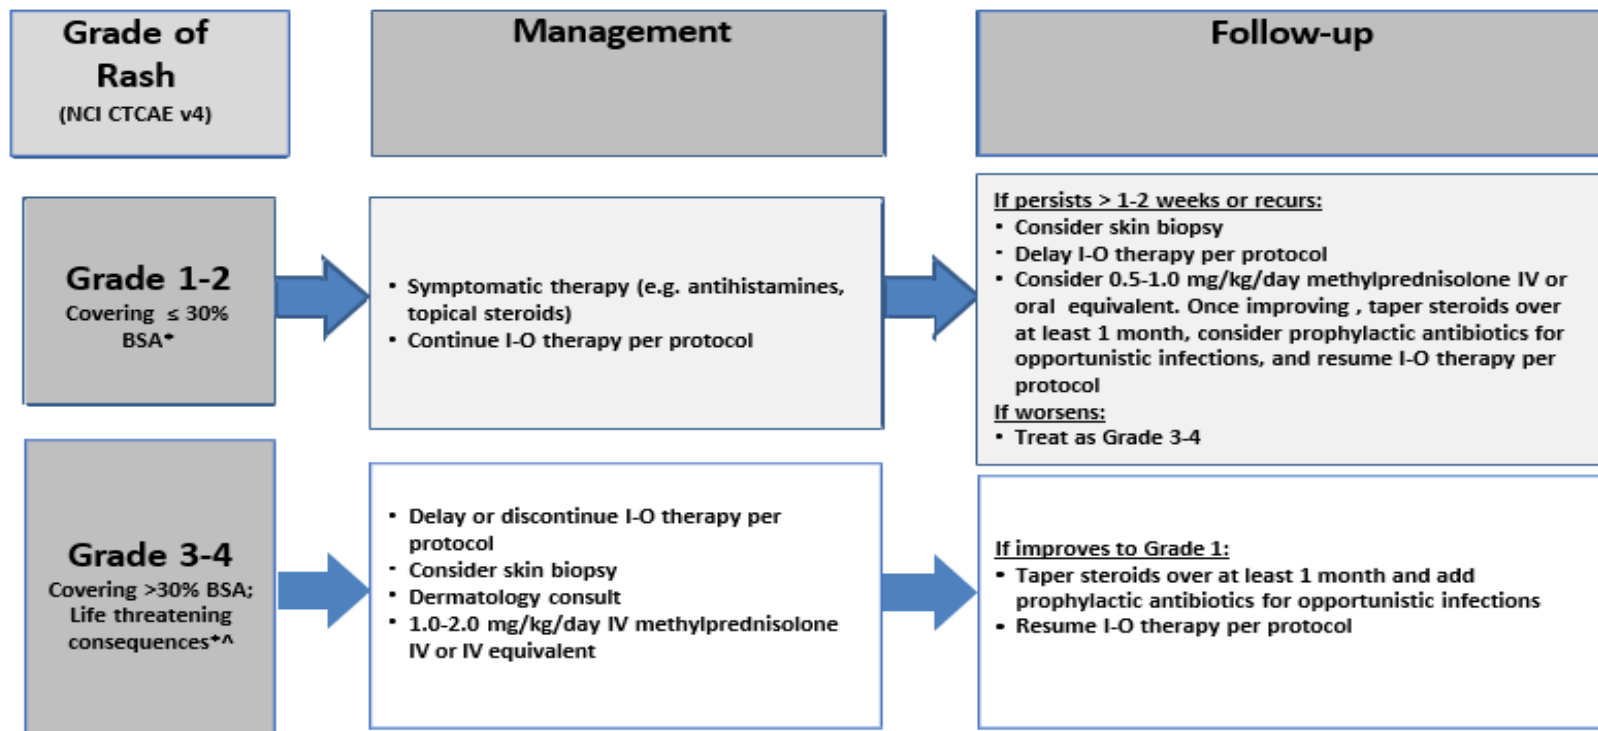 Grade of
Rash
(NCI CTCAE v4)
Management
Follow-up
Grade 1-2
Covering ≤ 30%
BSA*
• Symptomatic therapy (e.g. antihistamines,
topical steroids)
• Continue I-O therapy per protocol
If persists > 1-2 weeks or recurs:
• Consider skin biopsy
• Delay I-O therapy per protocol
• Consider 0.5-1.0 mg/kg/day methylprednisolone IV or
oral equivalent. Once improving , taper steroids over
at least 1 month, consider prophylactic antibiotics for
opportunistic infections, and resume I-O therapy per
protocol
If worsens:
• Treat as Grade 3-4
Grade 3-4
Covering >30% BSA;
Life threatening
consequences*^
• Delay or discontinue I-O therapy per
protocol
• Consider skin biopsy
• Dermatology consult
• 1.0-2.0 mg/kg/day IV methylprednisolone
IV or IV equivalent
If improves to Grade 1:
• Taper steroids over at least 1 month and add
prophylactic antibiotics for opportunistic infections
• Resume I-O therapy per protocol